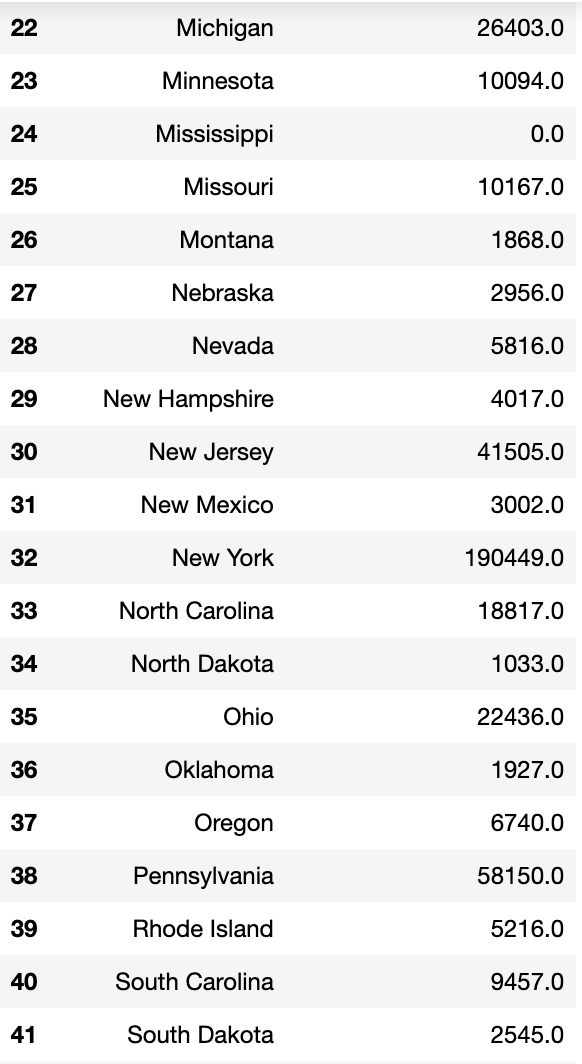 22 Michigan 26403.0
23 Minnesota 10094.0
24 Mississippi 0.0
25 Missouri 10167.0
26 Montana 1868.0
27 Nebraska 2956.0
28 Nevada 5816.0
29 New Hampshire 4017.0
30 New Jersey 41505.0
31 New Mexico 3002.0
32 New York 190449.0
33 North Carolina 18817.0
34 North Dakota 1033.0
35 Ohio 22436.0
36 Oklahoma 1927.0
37 Oregon 6740.0
38 Pennsylvania 58150.0
39 Rhode Island 5216.0
40 South Carolina 9457.0
41 South Dakota 2545.0